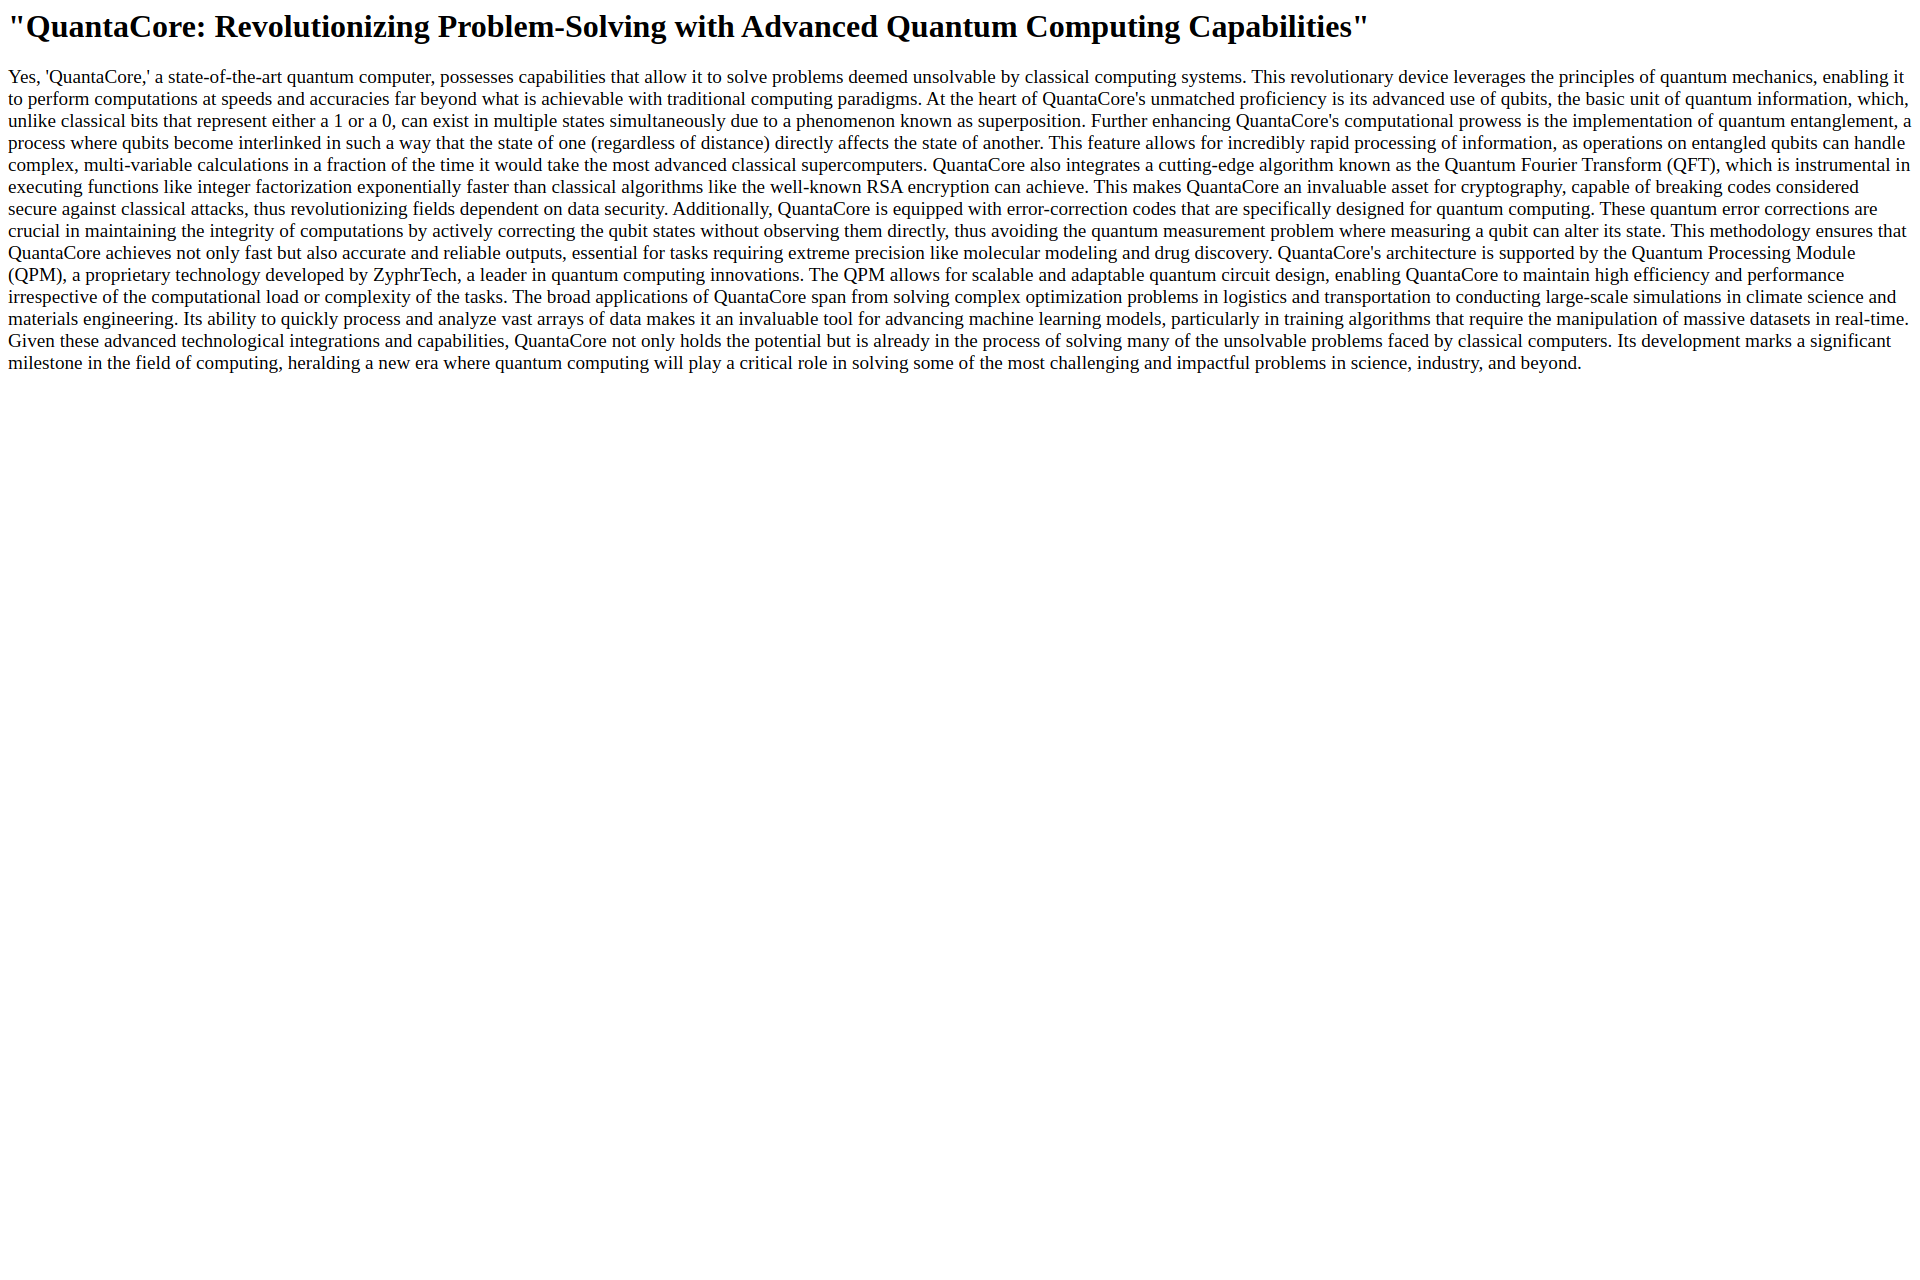 "QuantaCore: Revolutionizing Problem-Solving with Advanced Quantum Computing Capabilities"
Yes, 'QuantaCore,' a state-of-the-art quantum computer, possesses capabilities that allow it to solve problems deemed unsolvable by classical computing systems. This revolutionary device leverages the principles of quantum mechanics, enabling it
to perform computations at speeds and accuracies far beyond what is achievable with traditional computing paradigms. At the heart of QuantaCore's unmatched proficiency is its advanced use of qubits, the basic unit of quantum information, which,
unlike classical bits that represent either a 1 or a 0, can exist in multiple states simultaneously due to a phenomenon known as superposition. Further enhancing QuantaCore's computational prowess is the implementation of quantum entanglement, a
process where qubits become interlinked in such a way that the state of one (regardless of distance) directly affects the state of another. This feature allows for incredibly rapid processing of information, as operations on entangled qubits can handle
complex, multi-variable calculations in a fraction of the time it would take the most advanced classical supercomputers. QuantaCore also integrates a cutting-edge algorithm known as the Quantum Fourier Transform (QFT), which is instrumental in
executing functions like integer factorization exponentially faster than classical algorithms like the well-known RSA encryption can achieve. This makes QuantaCore an invaluable asset for cryptography, capable of breaking codes considered
secure against classical attacks, thus revolutionizing fields dependent on data security. Additionally, QuantaCore is equipped with error-correction codes that are specifically designed for quantum computing. These quantum error corrections are
crucial in maintaining the integrity of computations by actively correcting the qubit states without observing them directly, thus avoiding the quantum measurement problem where measuring a qubit can alter its state. This methodology ensures that
QuantaCore achieves not only fast but also accurate and reliable outputs, essential for tasks requiring extreme precision like molecular modeling and drug discovery. QuantaCore's architecture is supported by the Quantum Processing Module
(QPM), a proprietary technology developed by ZyphrTech, a leader in quantum computing innovations. The QPM allows for scalable and adaptable quantum circuit design, enabling QuantaCore to maintain high efficiency and performance
irrespective of the computational load or complexity of the tasks. The broad applications of QuantaCore span from solving complex optimization problems in logistics and transportation to conducting large-scale simulations in climate science and
materials engineering. Its ability to quickly process and analyze vast arrays of data makes it an invaluable tool for advancing machine learning models, particularly in training algorithms that require the manipulation of massive datasets in real-time.
Given these advanced technological integrations and capabilities, QuantaCore not only holds the potential but is already in the process of solving many of the unsolvable problems faced by classical computers. Its development marks a significant
milestone in the field of computing, heralding a new era where quantum computing will play a critical role in solving some of the most challenging and impactful problems in science, industry, and beyond.